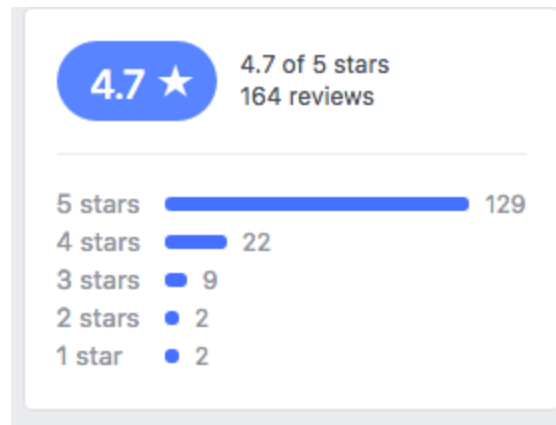 4.7 ★
4.7 of 5 stars
164 reviews
5 stars 129
4 stars 22
3 stars 9
2 stars 2
1 star 2